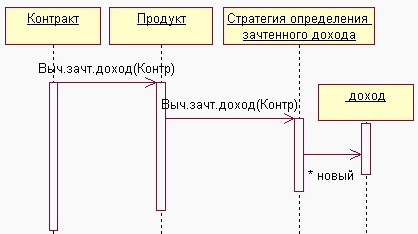 Контракт
Продукт
Стратегия определения
зачтенного дохода
Выч.зачт.доход(Контр)
доход
Выч.зачт.доход(Контр)
* новый